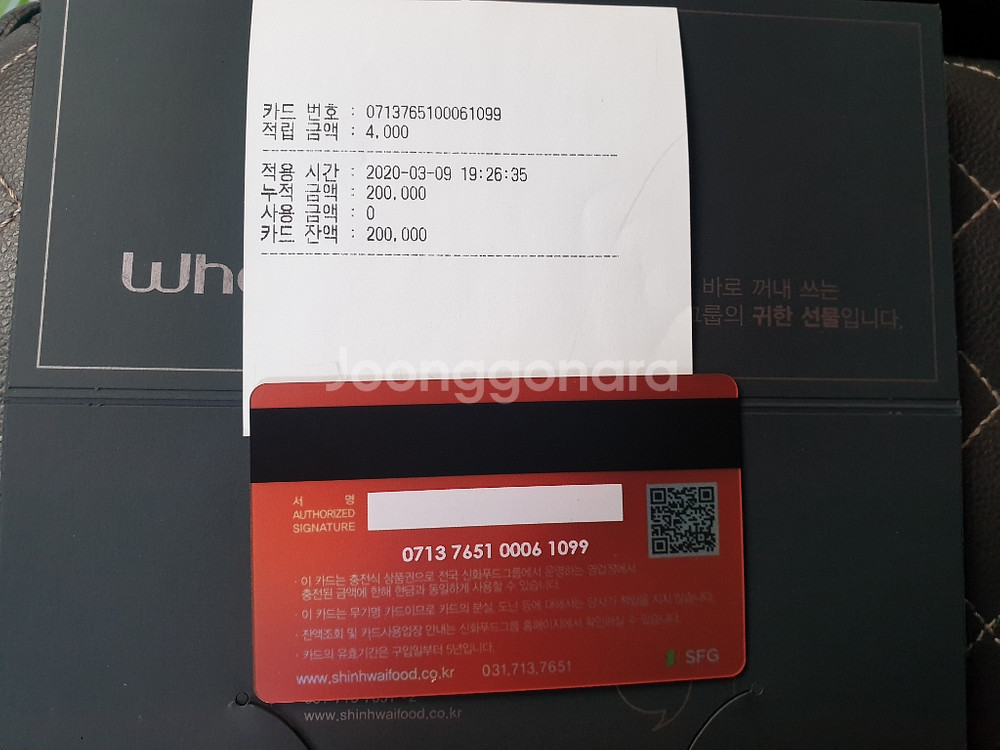 카드 번호 : 0713765100061099
적립 금액 : 4,000
적용 시간 : 2020-03-09 19:26:35
누적 금액 : 200,000
사용 금액 : 0
카드 잔액 : 200,000
바로 꺼내 쓰는
그룹의 귀한 선물입니다.
Joonggonara
서 명
AUTHORIZED
SIGNATURE
0713 7651 0006 1099
· 이 카드는 충전식 상품권으로 전국 신화푸드그룹에서 운영하는 영업장에서
충전된 금액에 한해 현금과 동일하게 사용할 수 있습니다.
· 이 카드는 무기명 카드이므로 카드의 분실, 도난 등에 대해서는 당사가 책임을 지지 않습니다.
· 잔액조회 및 카드사용업장 안내는 신화푸드그룹 홈페이지에서 확인하실 수 있습니다.
· 카드의 유효기간은 구입일부터 5년입니다.
www.shinhwaifood.co.kr 031.713.7651
SFG
www.shinhwaifood.co.kr